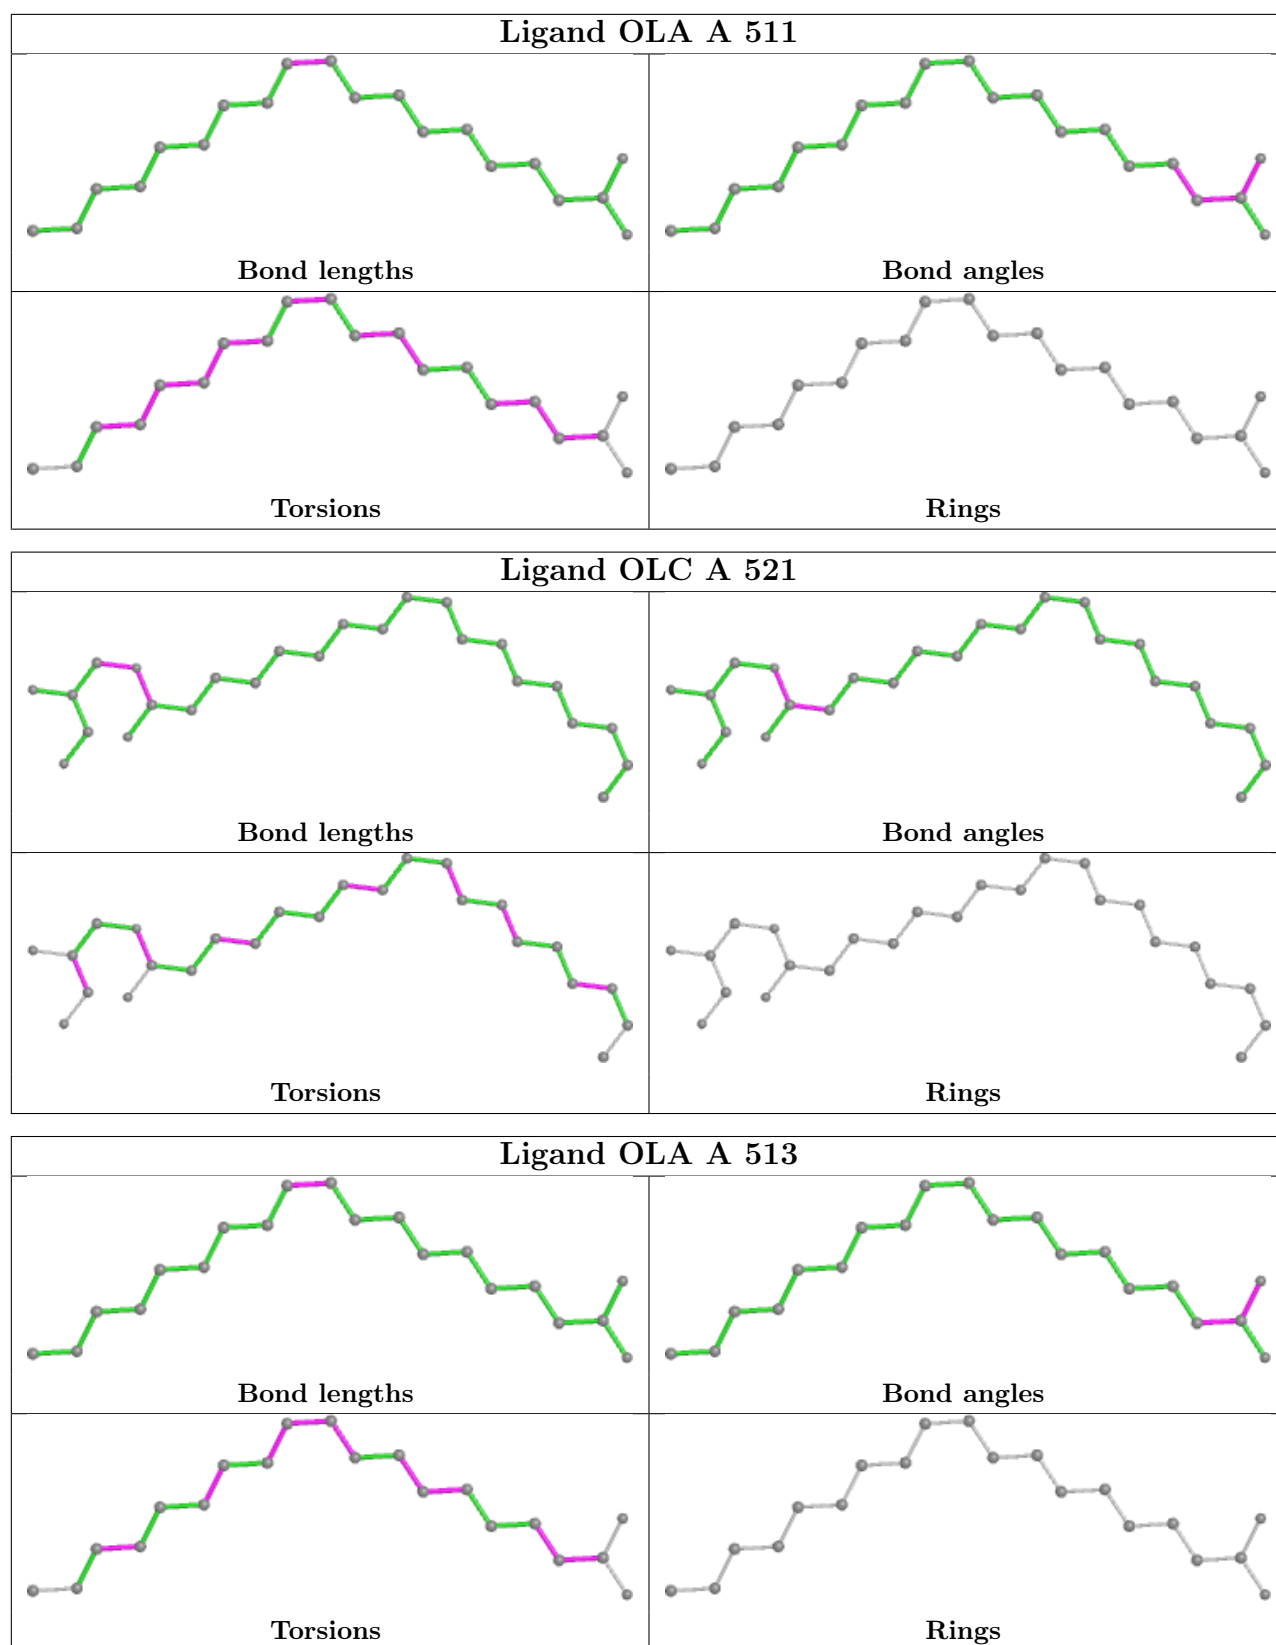 Ligand OLA A 511
Bond lengths
Bond angles
Torsions
Rings
Ligand OLC A 521
Bond lengths
Bond angles
Torsions
Rings
Ligand OLA A 513
Bond lengths
Bond angles
Torsions
Rings